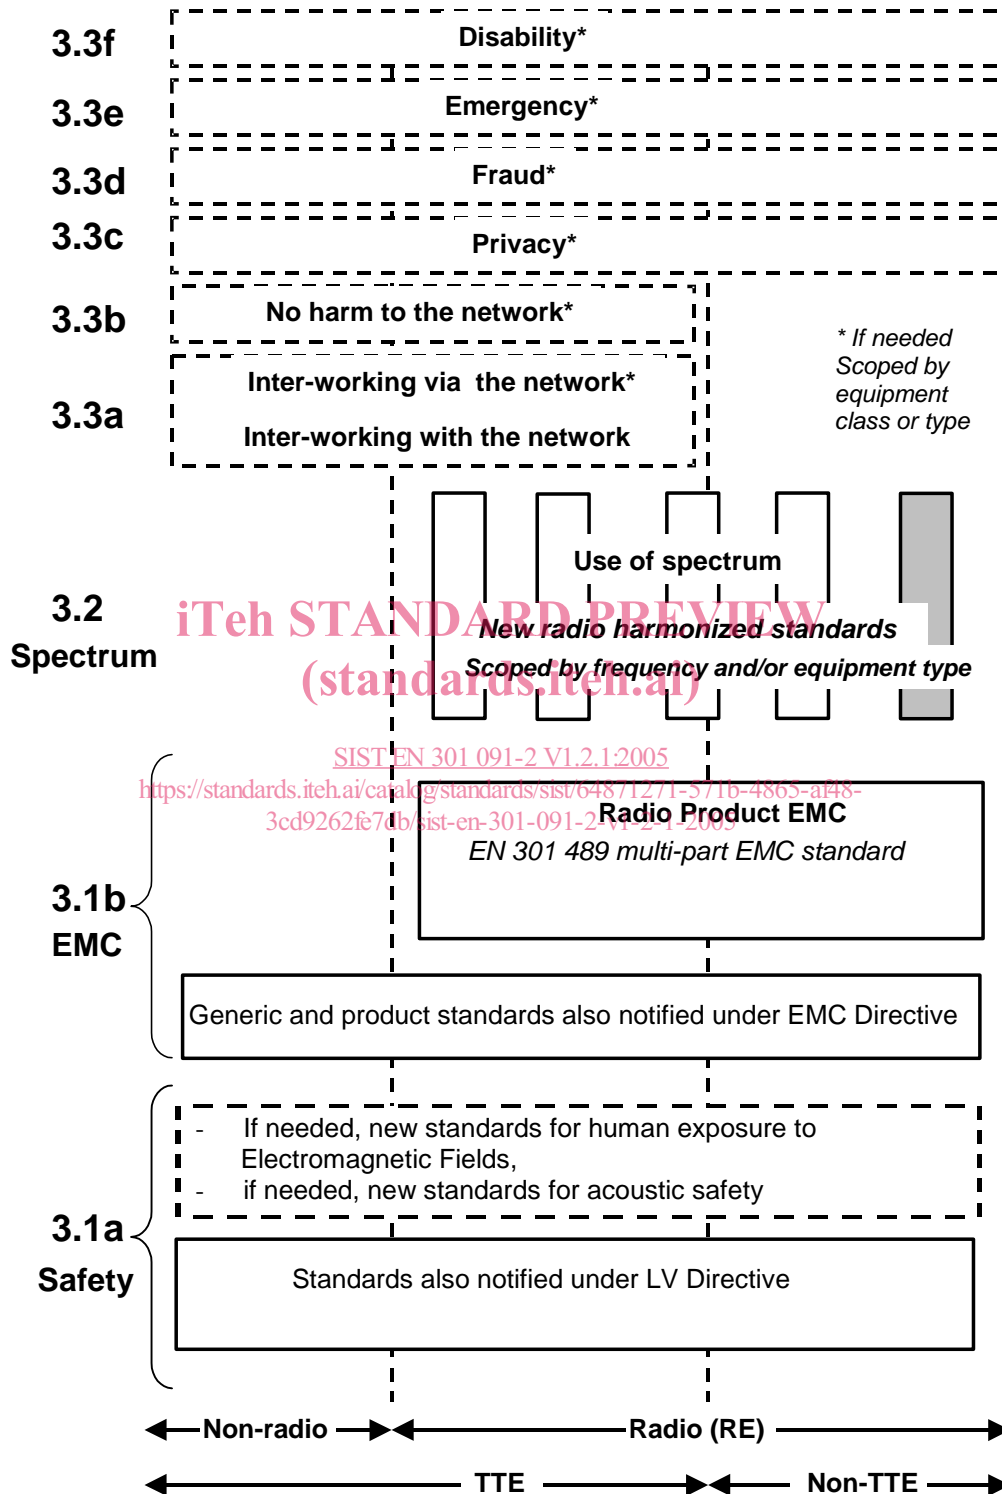 3.3f
Disability*
3.3e
Emergency*
3.3d
Fraud*
3.3c
Privacy*
3.3b
No harm to the network*
* If needed
Scoped by
equipment
class or type
3.3a
Inter-working via the network*
Inter-working with the network
Use of spectrum
3.2
Spectrum
iTeh STANDARD PREVIEW
New radio harmonized standards
(standards.iteh.ai)
Scoped by frequency and/or equipment type
SIST EN 301 091-2 V1.2.1:2005
https://standards.iteh.ai/catalog/standards/sist/64871271-571b-4865-af48-
3cd9262fe7db/sist-en-301-091-2-v1-2-1-2005
Radio Product EMC
EN 301 489 multi-part EMC standard
3.1b
EMC
Generic and product standards also notified under EMC Directive
- If needed, new standards for human exposure to
Electromagnetic Fields,
- if needed, new standards for acoustic safety
3.1a
Safety
Standards also notified under LV Directive
Non-radio
Radio (RE)
TTE
Non-TTE